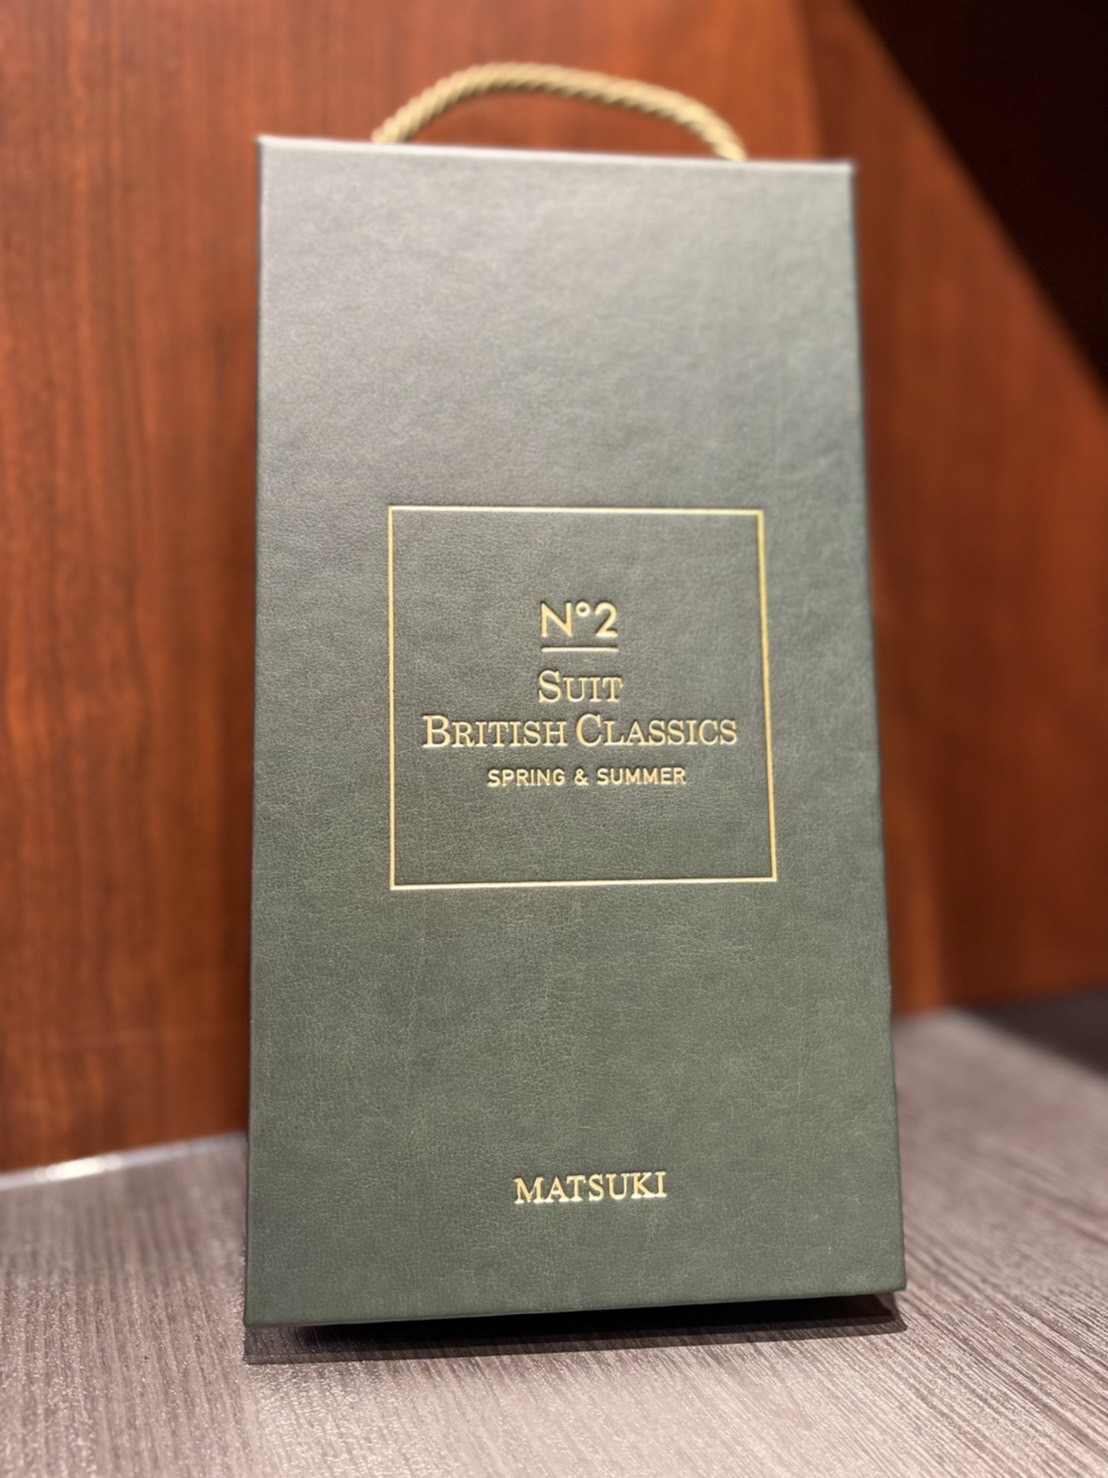 N°2
SUIT
BRITISH CLASSICS
SPRING & SUMMER
MATSUKI